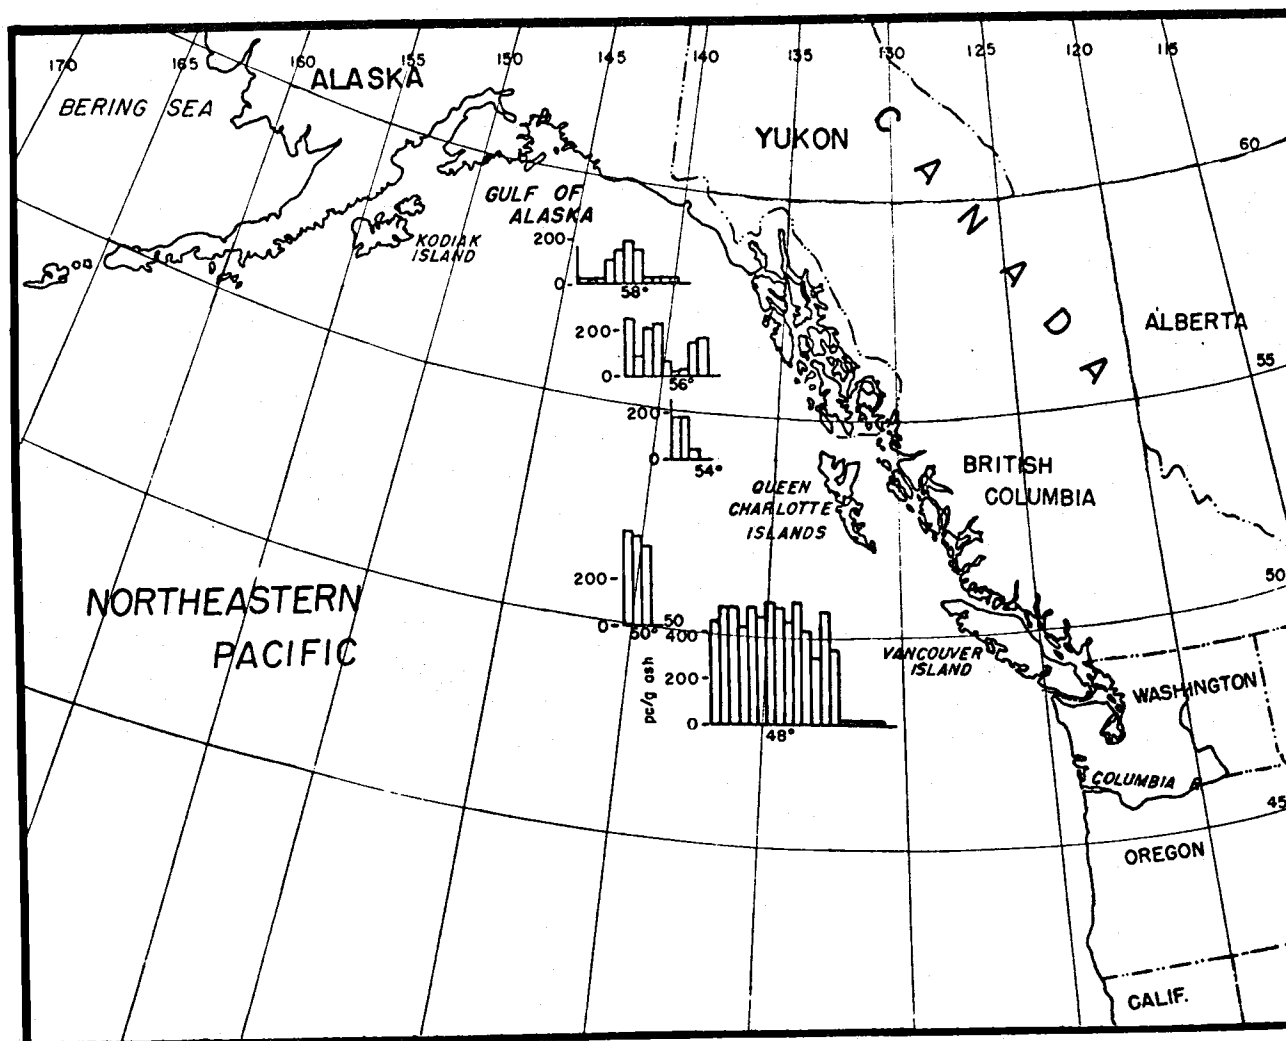 170 165 160 155 150 145 140 135 130 125 120 115
ALASKA
BERING SEA
YUKON
CANADA
60
GULF OF
ALASKA
KODIAK
ISLAND
200
0
58°
200
0
56°
ALBERTA
55
200
0
54°
BRITISH
COLUMBIA
QUEEN
CHARLOTTE
ISLANDS
NORTHEASTERN
PACIFIC
200
0
50°
50
50
400
200
0
pc/g ash
48°
VANCOUVER
ISLAND
WASHINGTON
COLUMBIA R
45
OREGON
CALIF.